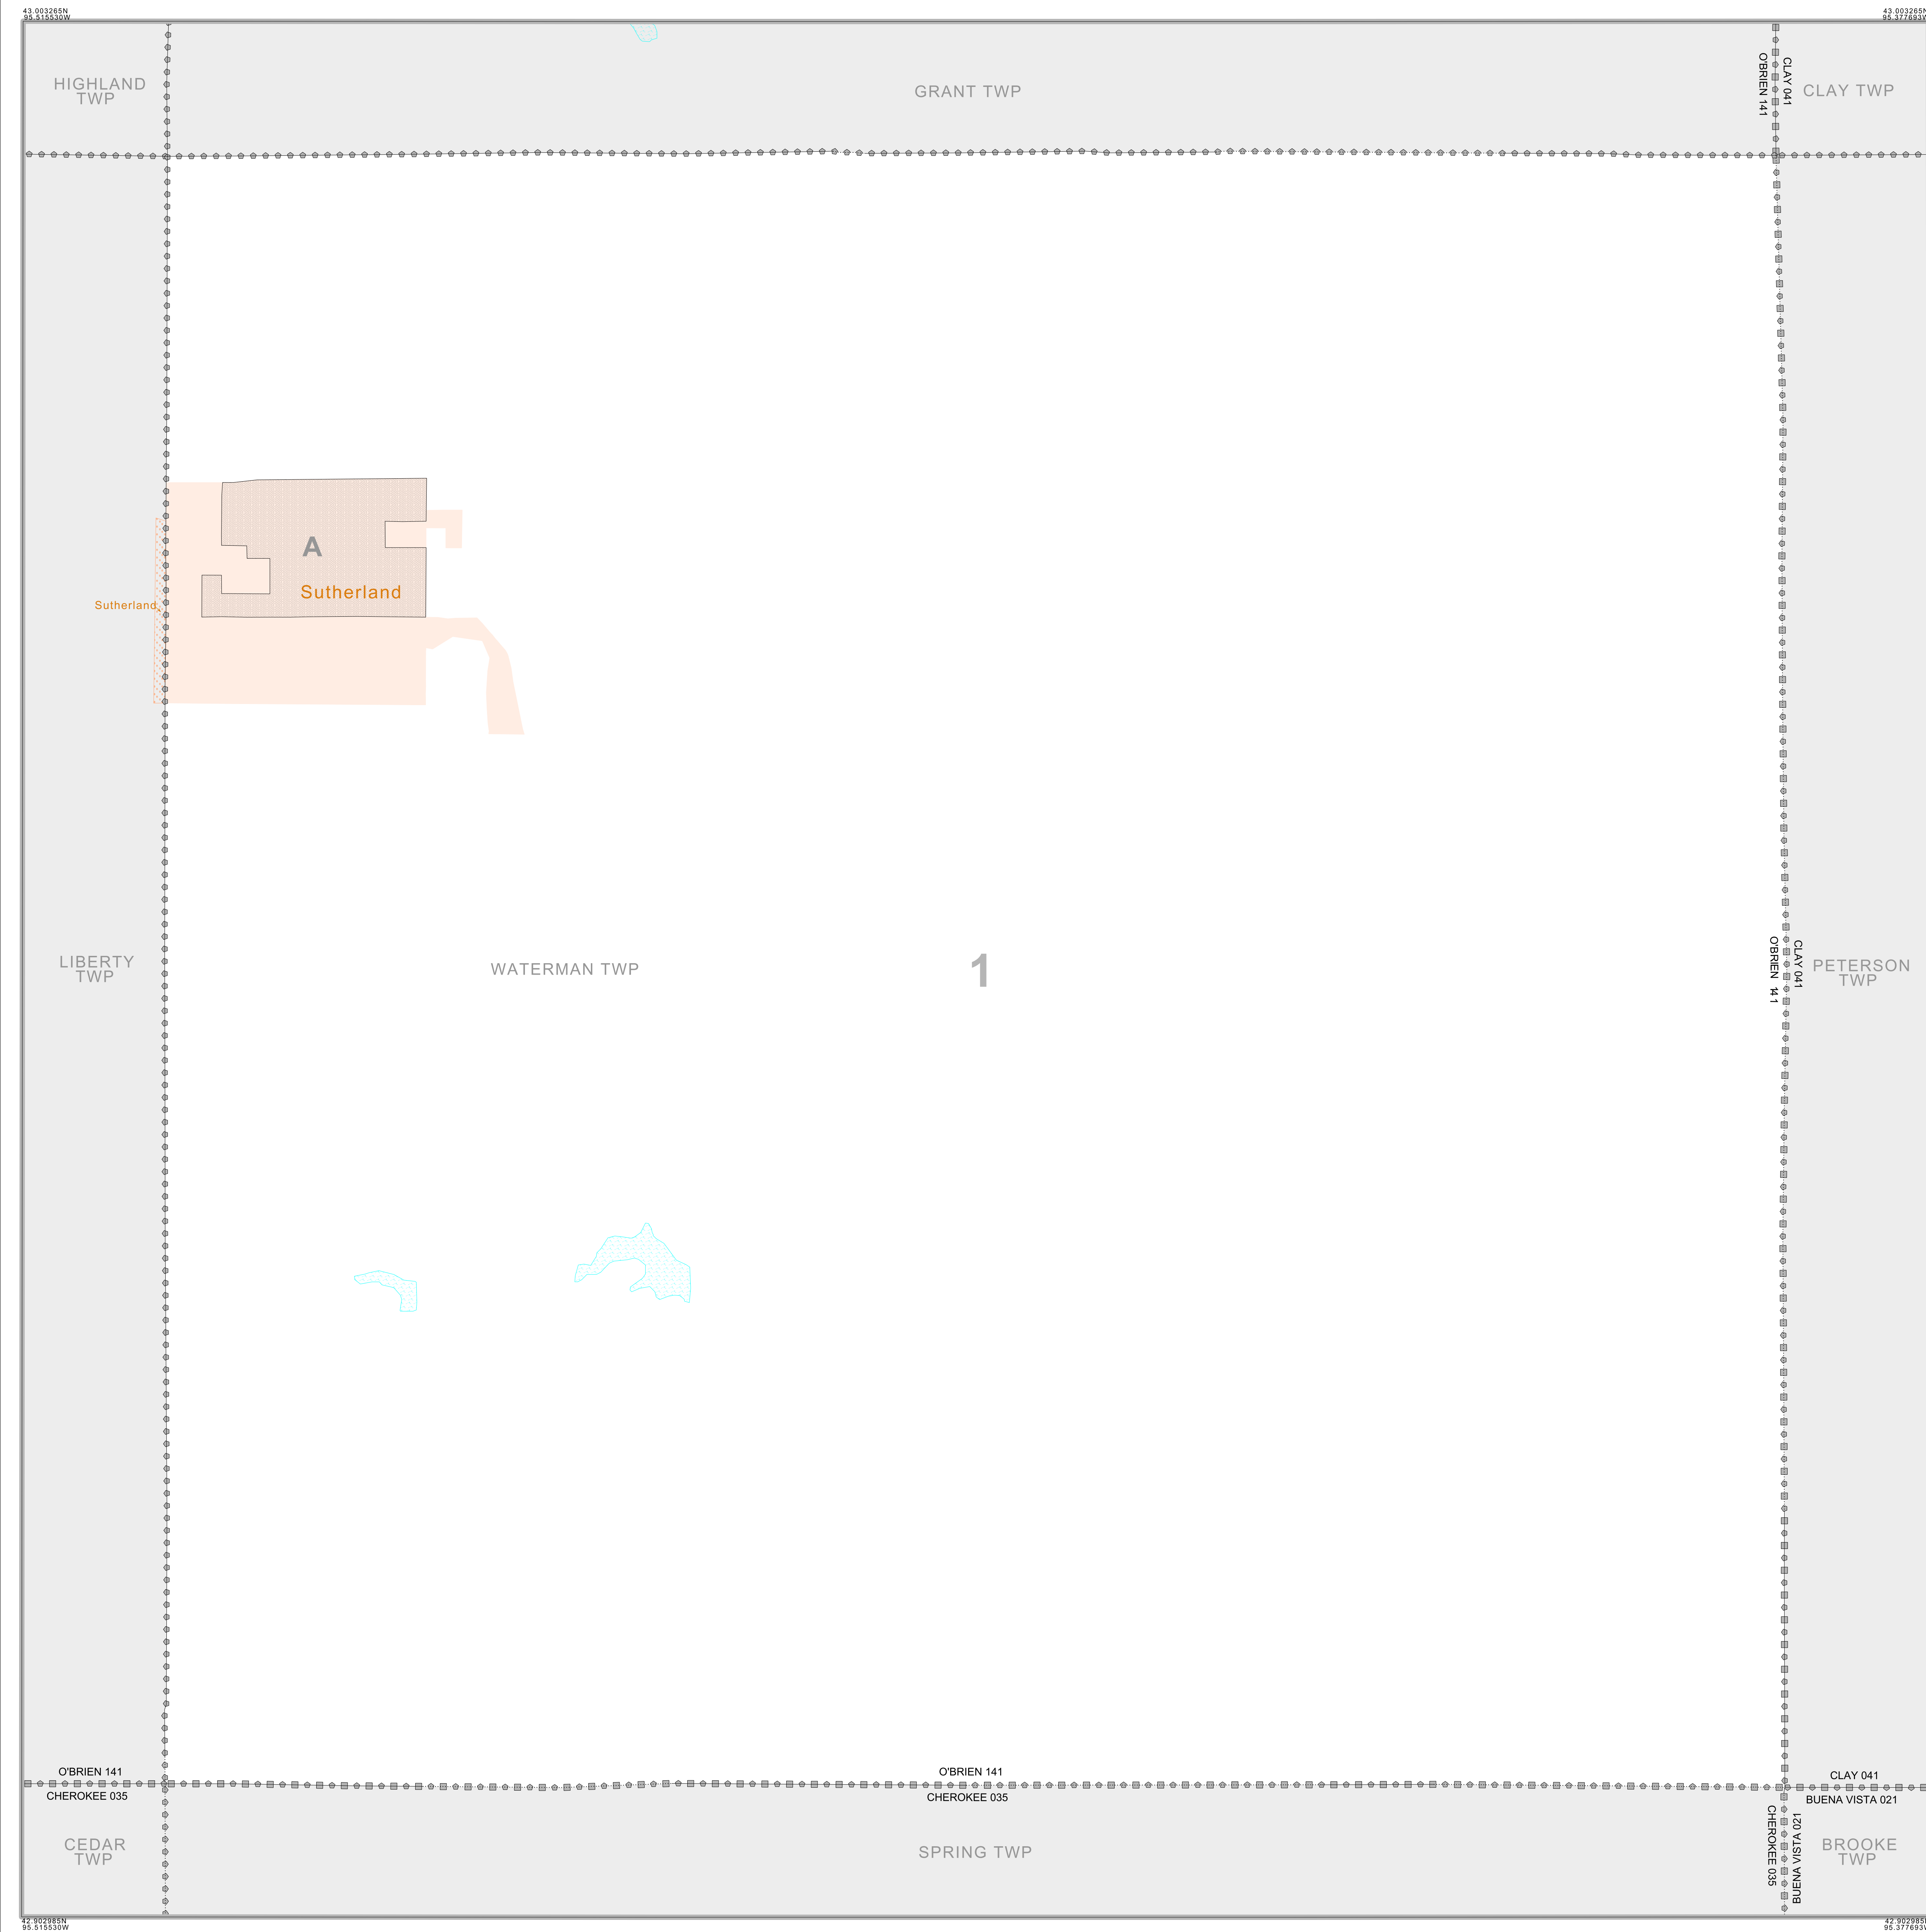 43.003265N
95.515530W
43.003265N
95.377693W
HIGHLAND
TWP
GRANT TWP
O'BRIEN 141
CLAY 041
CLAY TWP
A
Sutherland
Sutherland
LIBERTY
TWP
WATERMAN TWP
1
O'BRIEN 141
CLAY 041
PETERSON
TWP
O'BRIEN 141
CHEROKEE 035
O'BRIEN 141
CHEROKEE 035
CLAY 041
BUENA VISTA 021
CEDAR
TWP
SPRING TWP
CHEROKEE 035
BUENA VISTA 021
BROOKE
TWP
42.902985N
95.515530W
42.902985N
95.377693W